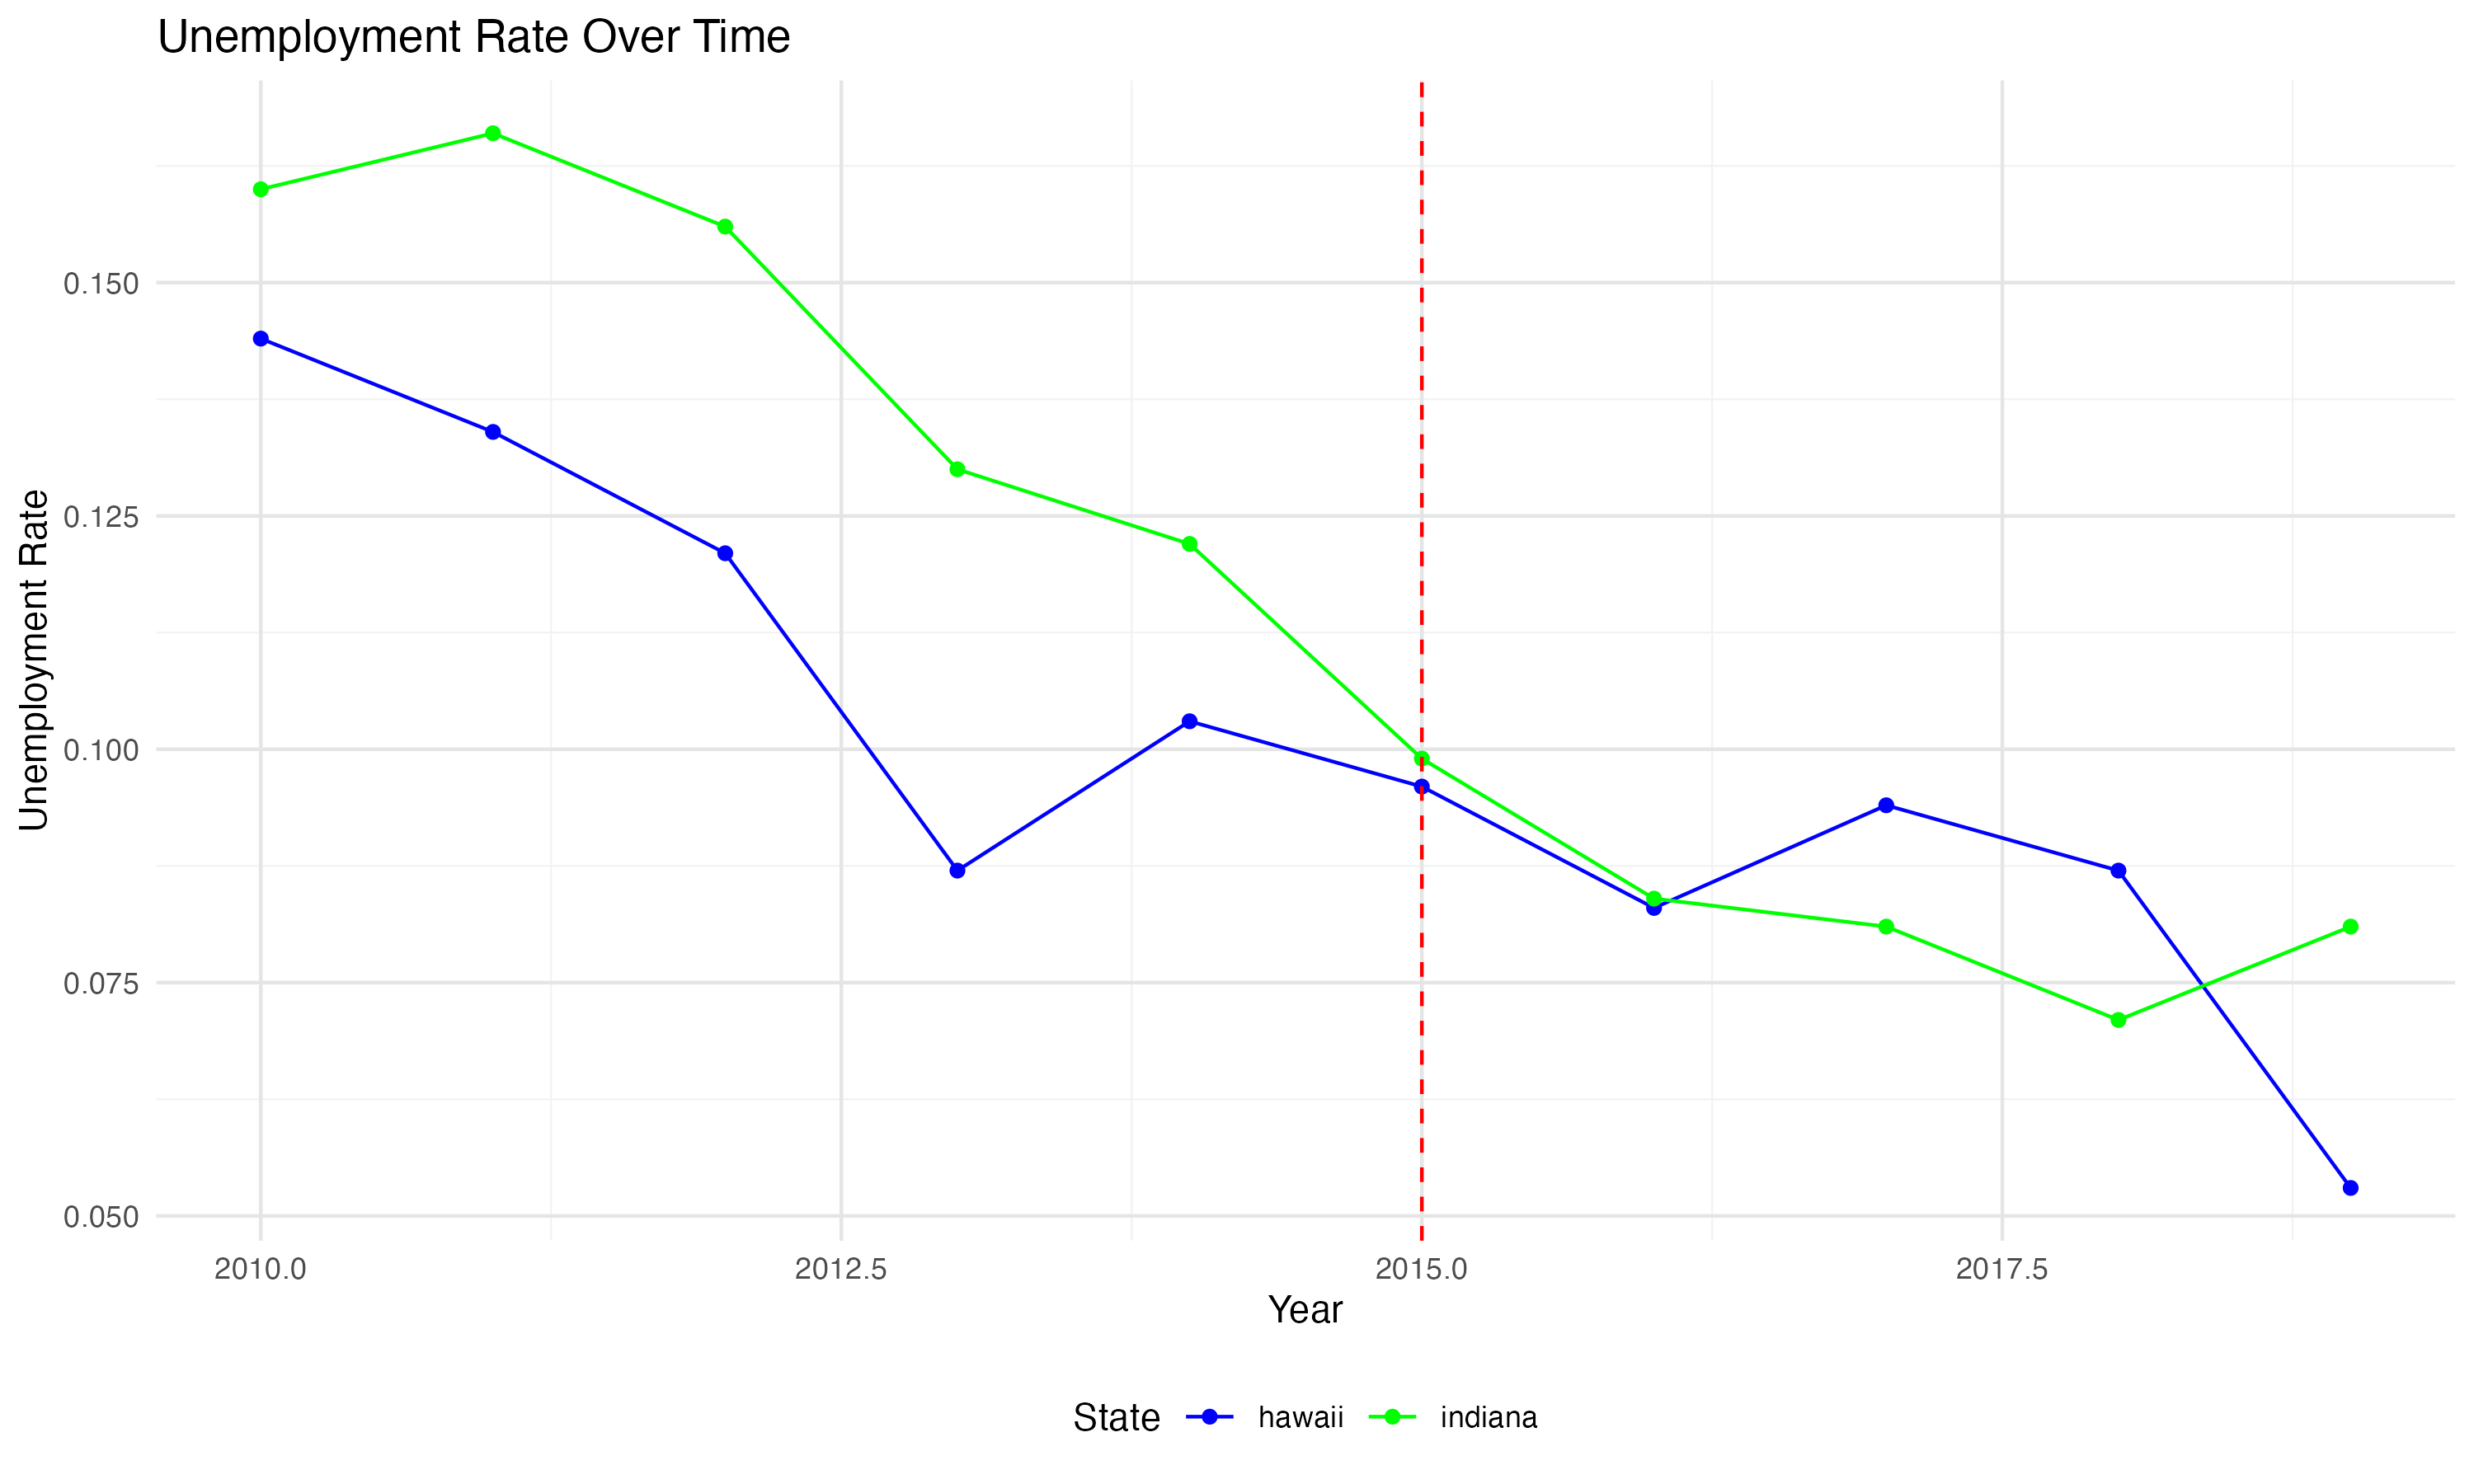 Unemployment Rate Over Time
Unemployment Rate
0.150
0.125
0.100
0.075
0.050
2010.0 2012.5 2015.0 2017.5
Year
State hawaii indiana